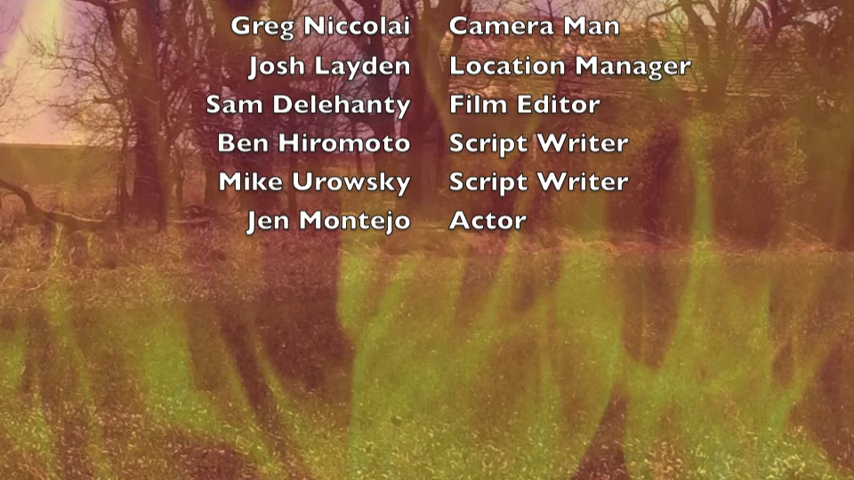 Greg Niccolai Camera Man
Josh Layden Location Manager
Sam Delehanty Film Editor
Ben Hiromoto Script Writer
Mike Urowsky Script Writer
Jen Montejo Actor